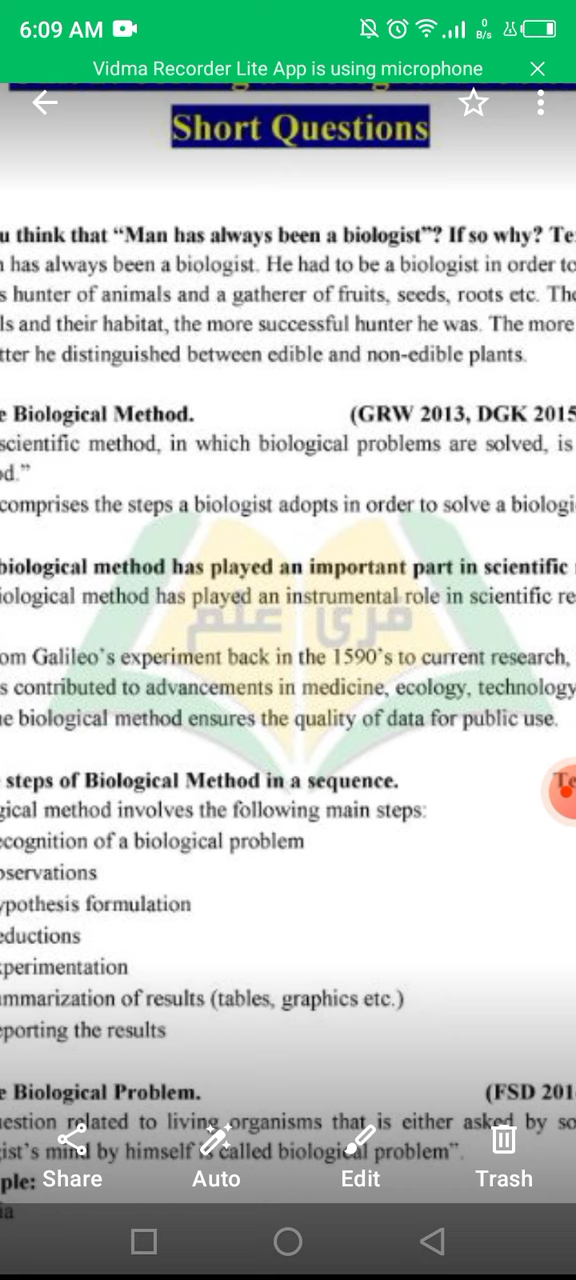 6:09 AM
0
B/s
Vidma Recorder Lite App is using microphone
Short Questions
u think that “Man has always been a biologist”? If so why? Te
n has always been a biologist. He had to be a biologist in order to
s hunter of animals and a gatherer of fruits, seeds, roots etc. The
ls and their habitat, the more successful hunter he was. The more
tter he distinguished between edible and non-edible plants.
e Biological Method. (GRW 2013, DGK 2015
scientific method, in which biological problems are solved, is
od.”
comprises the steps a biologist adopts in order to solve a biologi
biological method has played an important part in scientific
iological method has played an instrumental role in scientific re
om Galileo’s experiment back in the 1590’s to current research,
s contributed to advancements in medicine, ecology, technology
ne biological method ensures the quality of data for public use.
steps of Biological Method in a sequence. Te
gical method involves the following main steps:
ecognition of a biological problem
bservations
ypothesis formulation
eductions
xperimentation
ummarization of results (tables, graphics etc.)
eporting the results
e Biological Problem. (FSD 201
uestion related to living organisms that is either asked by so
gist’s mind by himself is called biological problem”.
ple:
ia
Share Auto Edit Trash